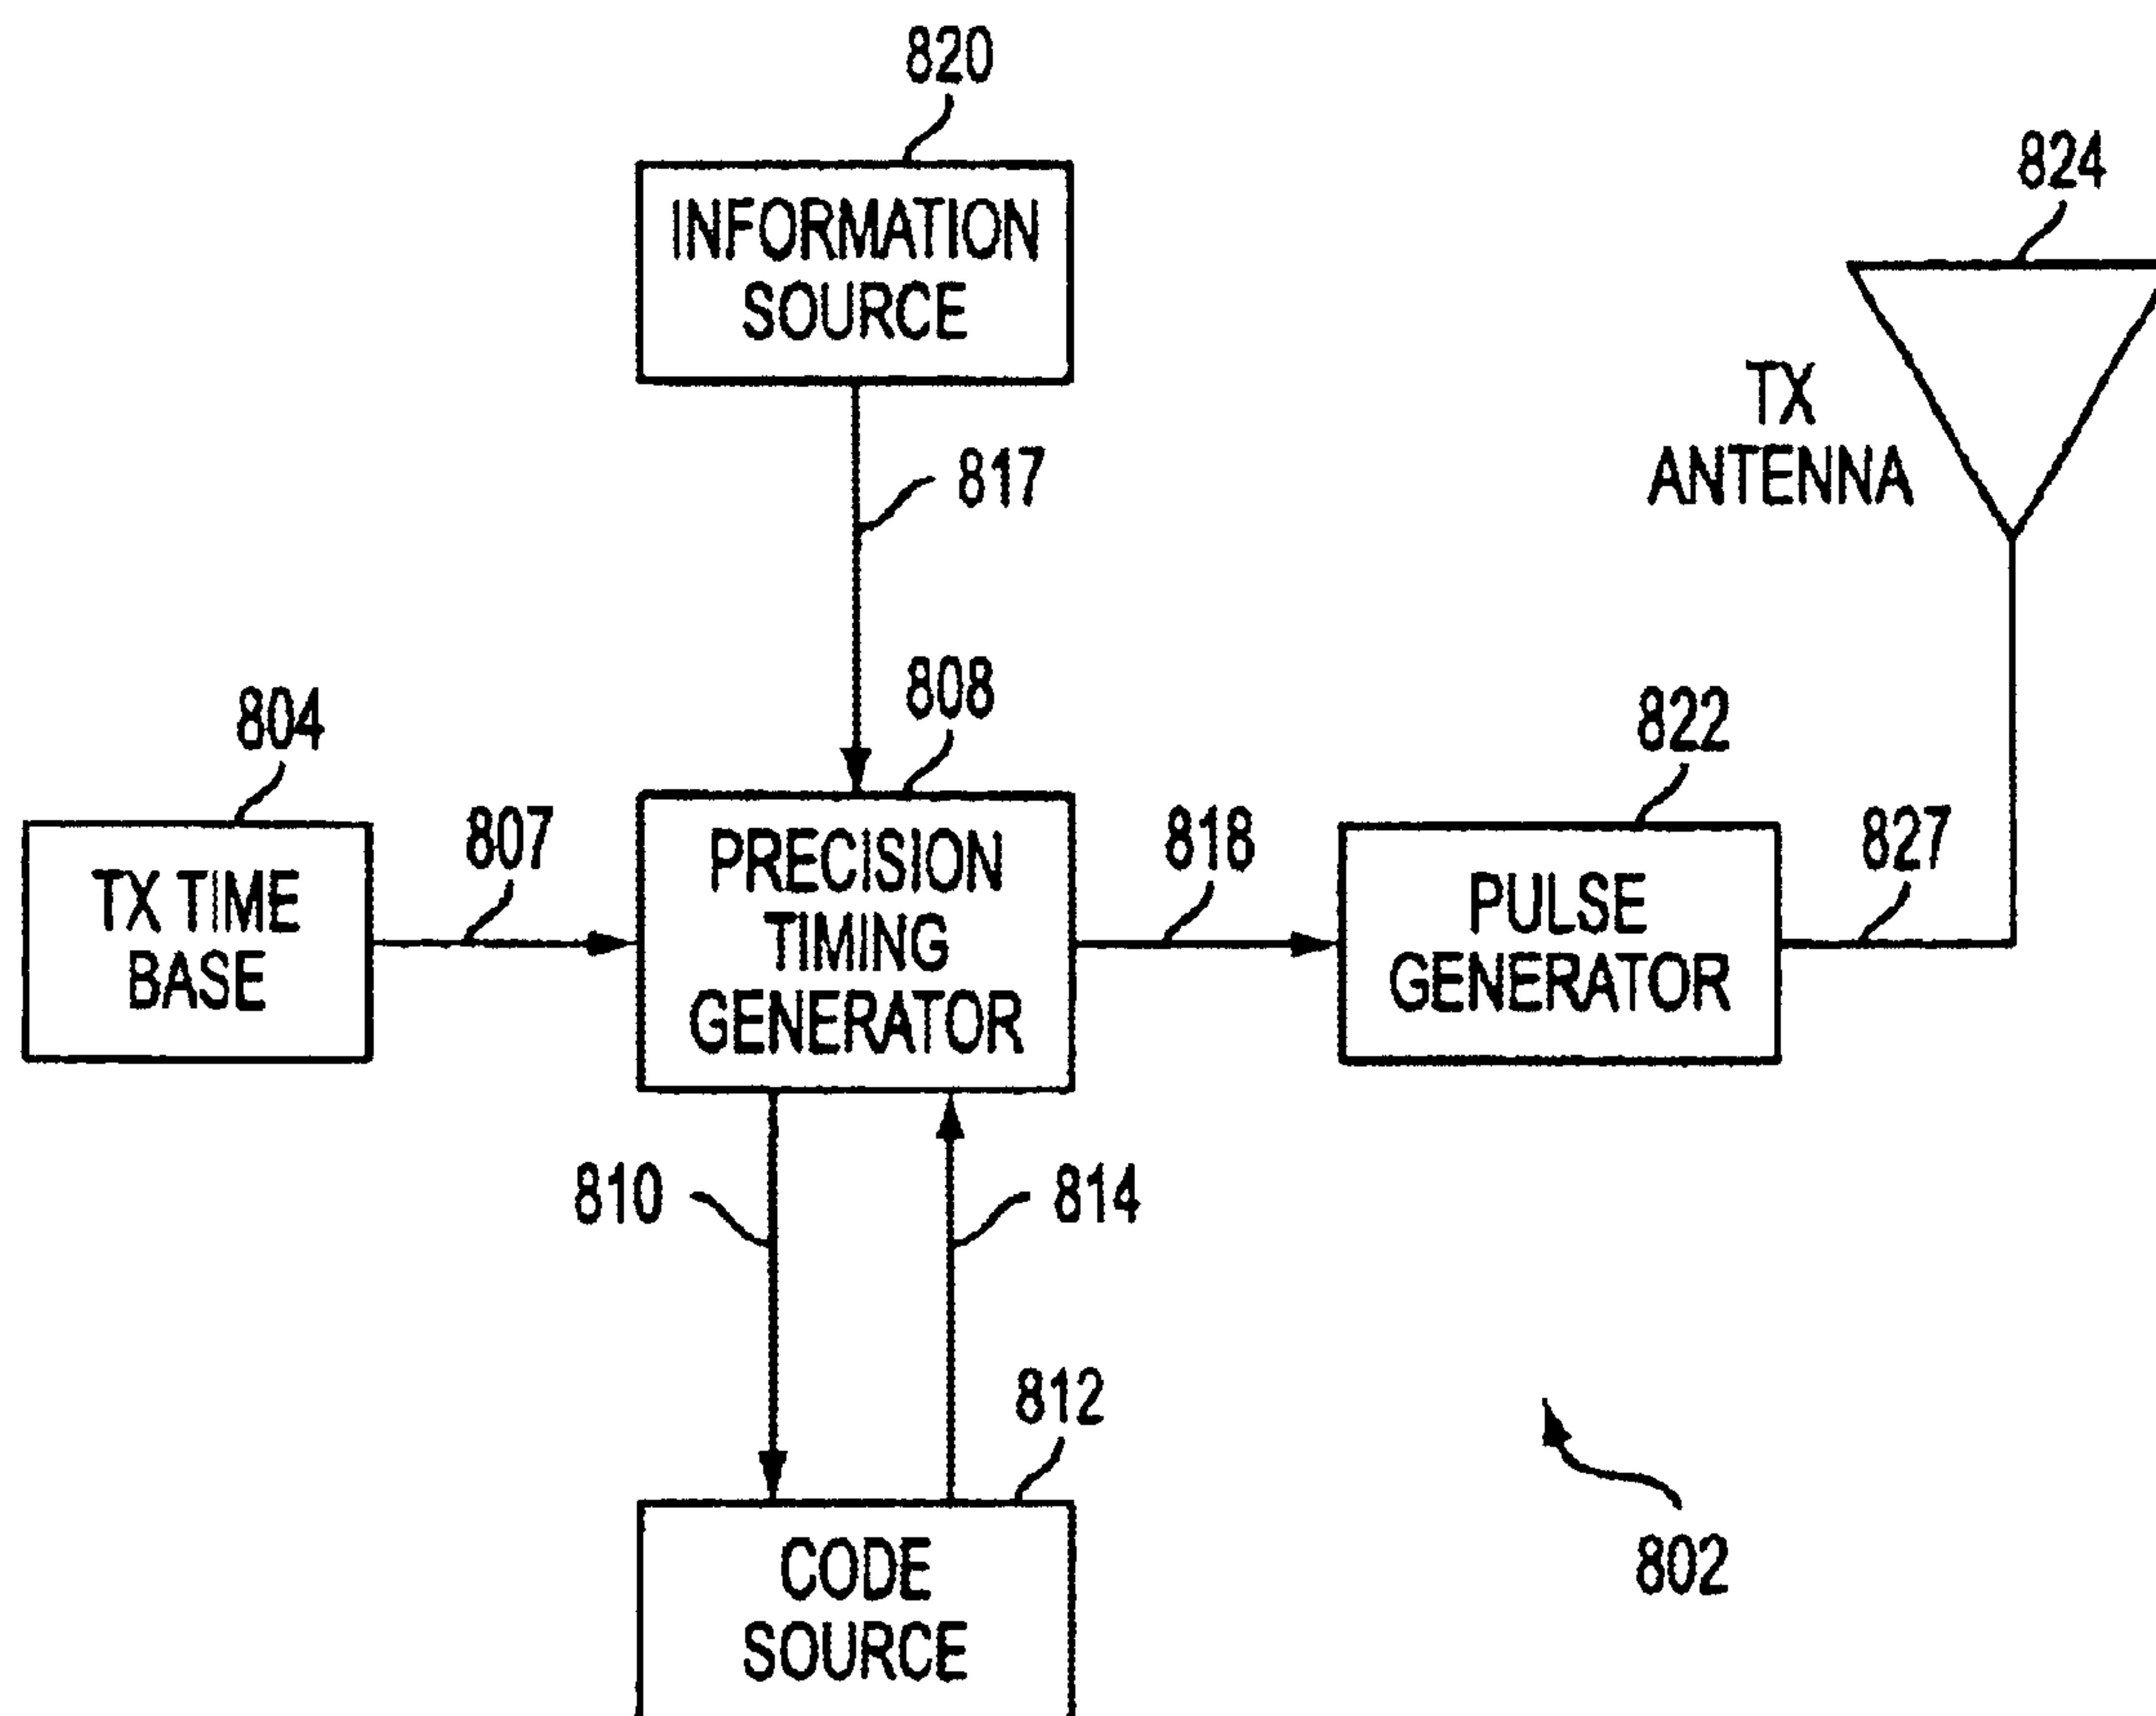 820
INFORMATION
SOURCE
824
TX
ANTENNA
817
808
804
807
TX TIME
BASE
PRECISION
TIMING
GENERATOR
818
822
PULSE
GENERATOR
827
810
814
812
CODE
SOURCE
802